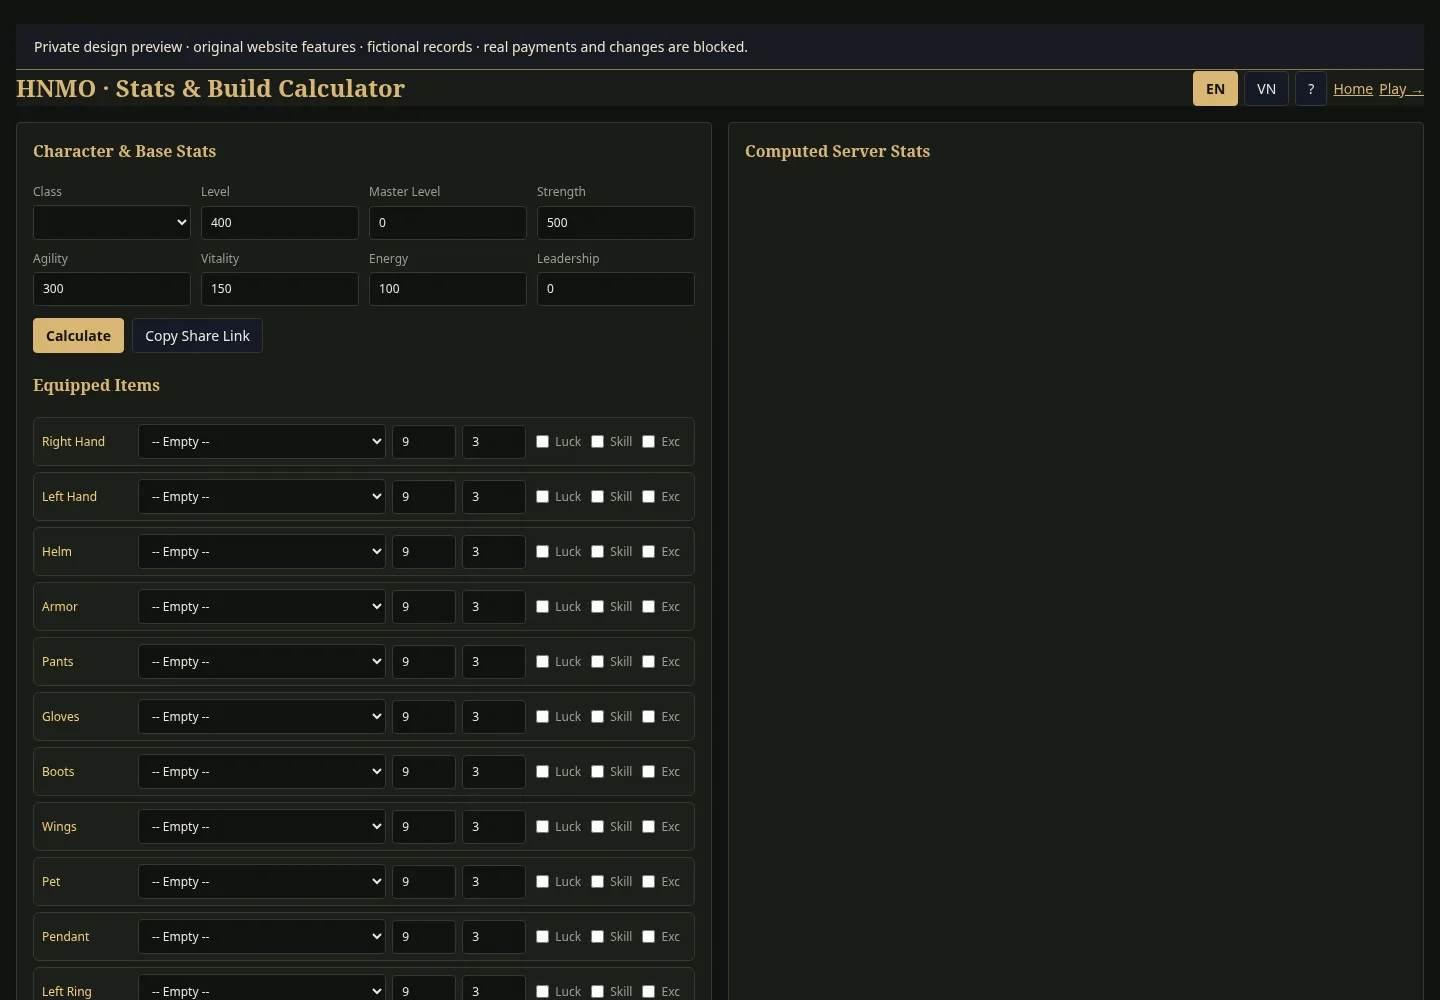 Private design preview · original website features · fictional records · real payments and changes are blocked.
HNMO · Stats & Build Calculator
EN VN ? Home Play →
Character & Base Stats
Class Level Master Level Strength
400 0 500
Agility Vitality Energy Leadership
300 150 100 0
Calculate Copy Share Link
Equipped Items
Right Hand -- Empty -- 9 3 Luck Skill Exc
Left Hand -- Empty -- 9 3 Luck Skill Exc
Helm -- Empty -- 9 3 Luck Skill Exc
Armor -- Empty -- 9 3 Luck Skill Exc
Pants -- Empty -- 9 3 Luck Skill Exc
Gloves -- Empty -- 9 3 Luck Skill Exc
Boots -- Empty -- 9 3 Luck Skill Exc
Wings -- Empty -- 9 3 Luck Skill Exc
Pet -- Empty -- 9 3 Luck Skill Exc
Pendant -- Empty -- 9 3 Luck Skill Exc
Left Ring -- Empty -- 9 3 Luck Skill Exc
Computed Server Stats